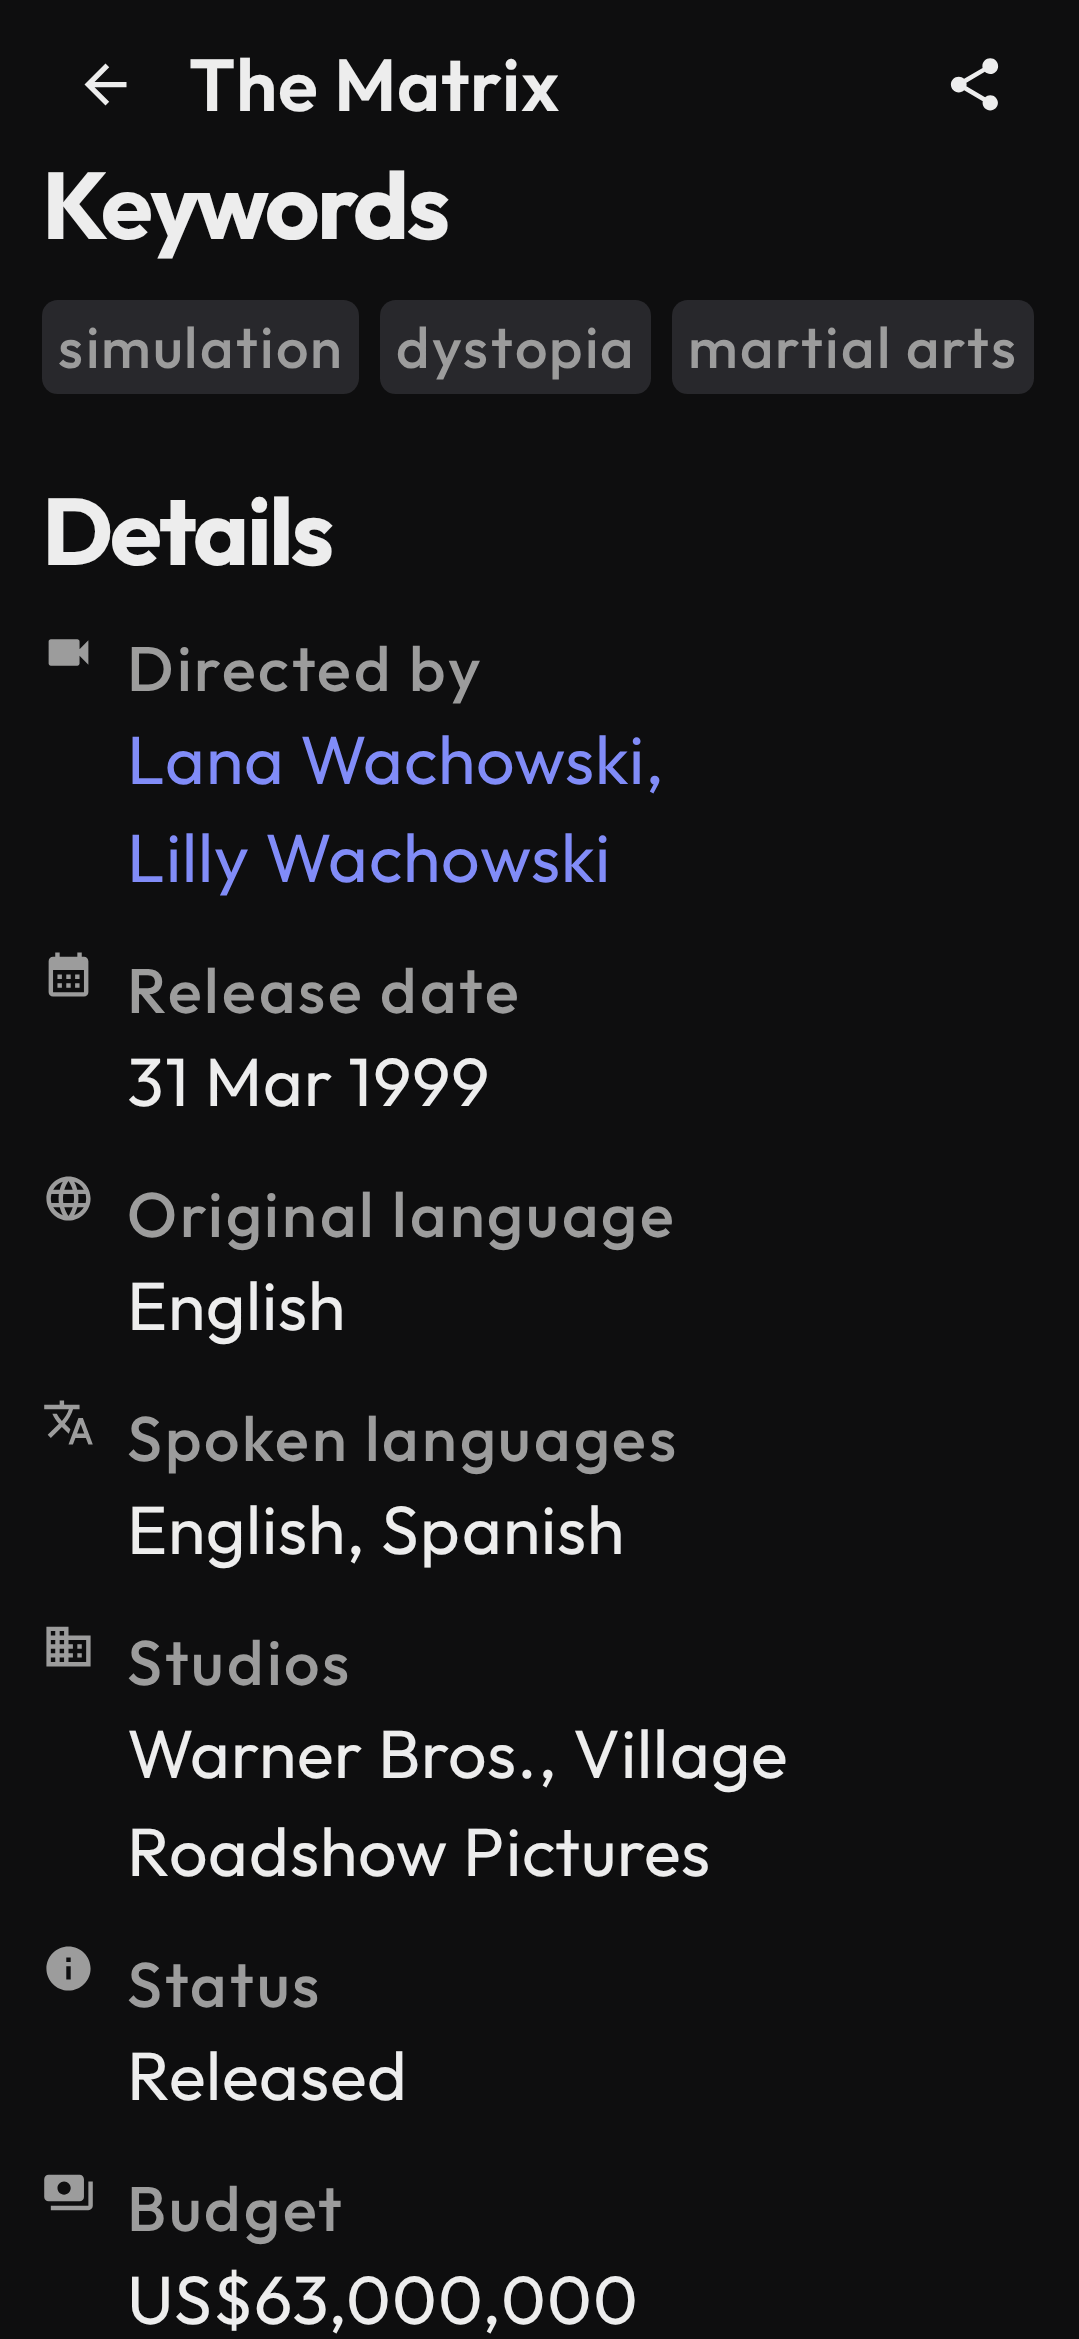 The Matrix
Keywords
simulation dystopia martial arts
Details
Directed by
Lana Wachowski,
Lilly Wachowski
Release date
31 Mar 1999
Original language
English
Spoken languages
English, Spanish
Studios
Warner Bros., Village
Roadshow Pictures
Status
Released
Budget
US$63,000,000